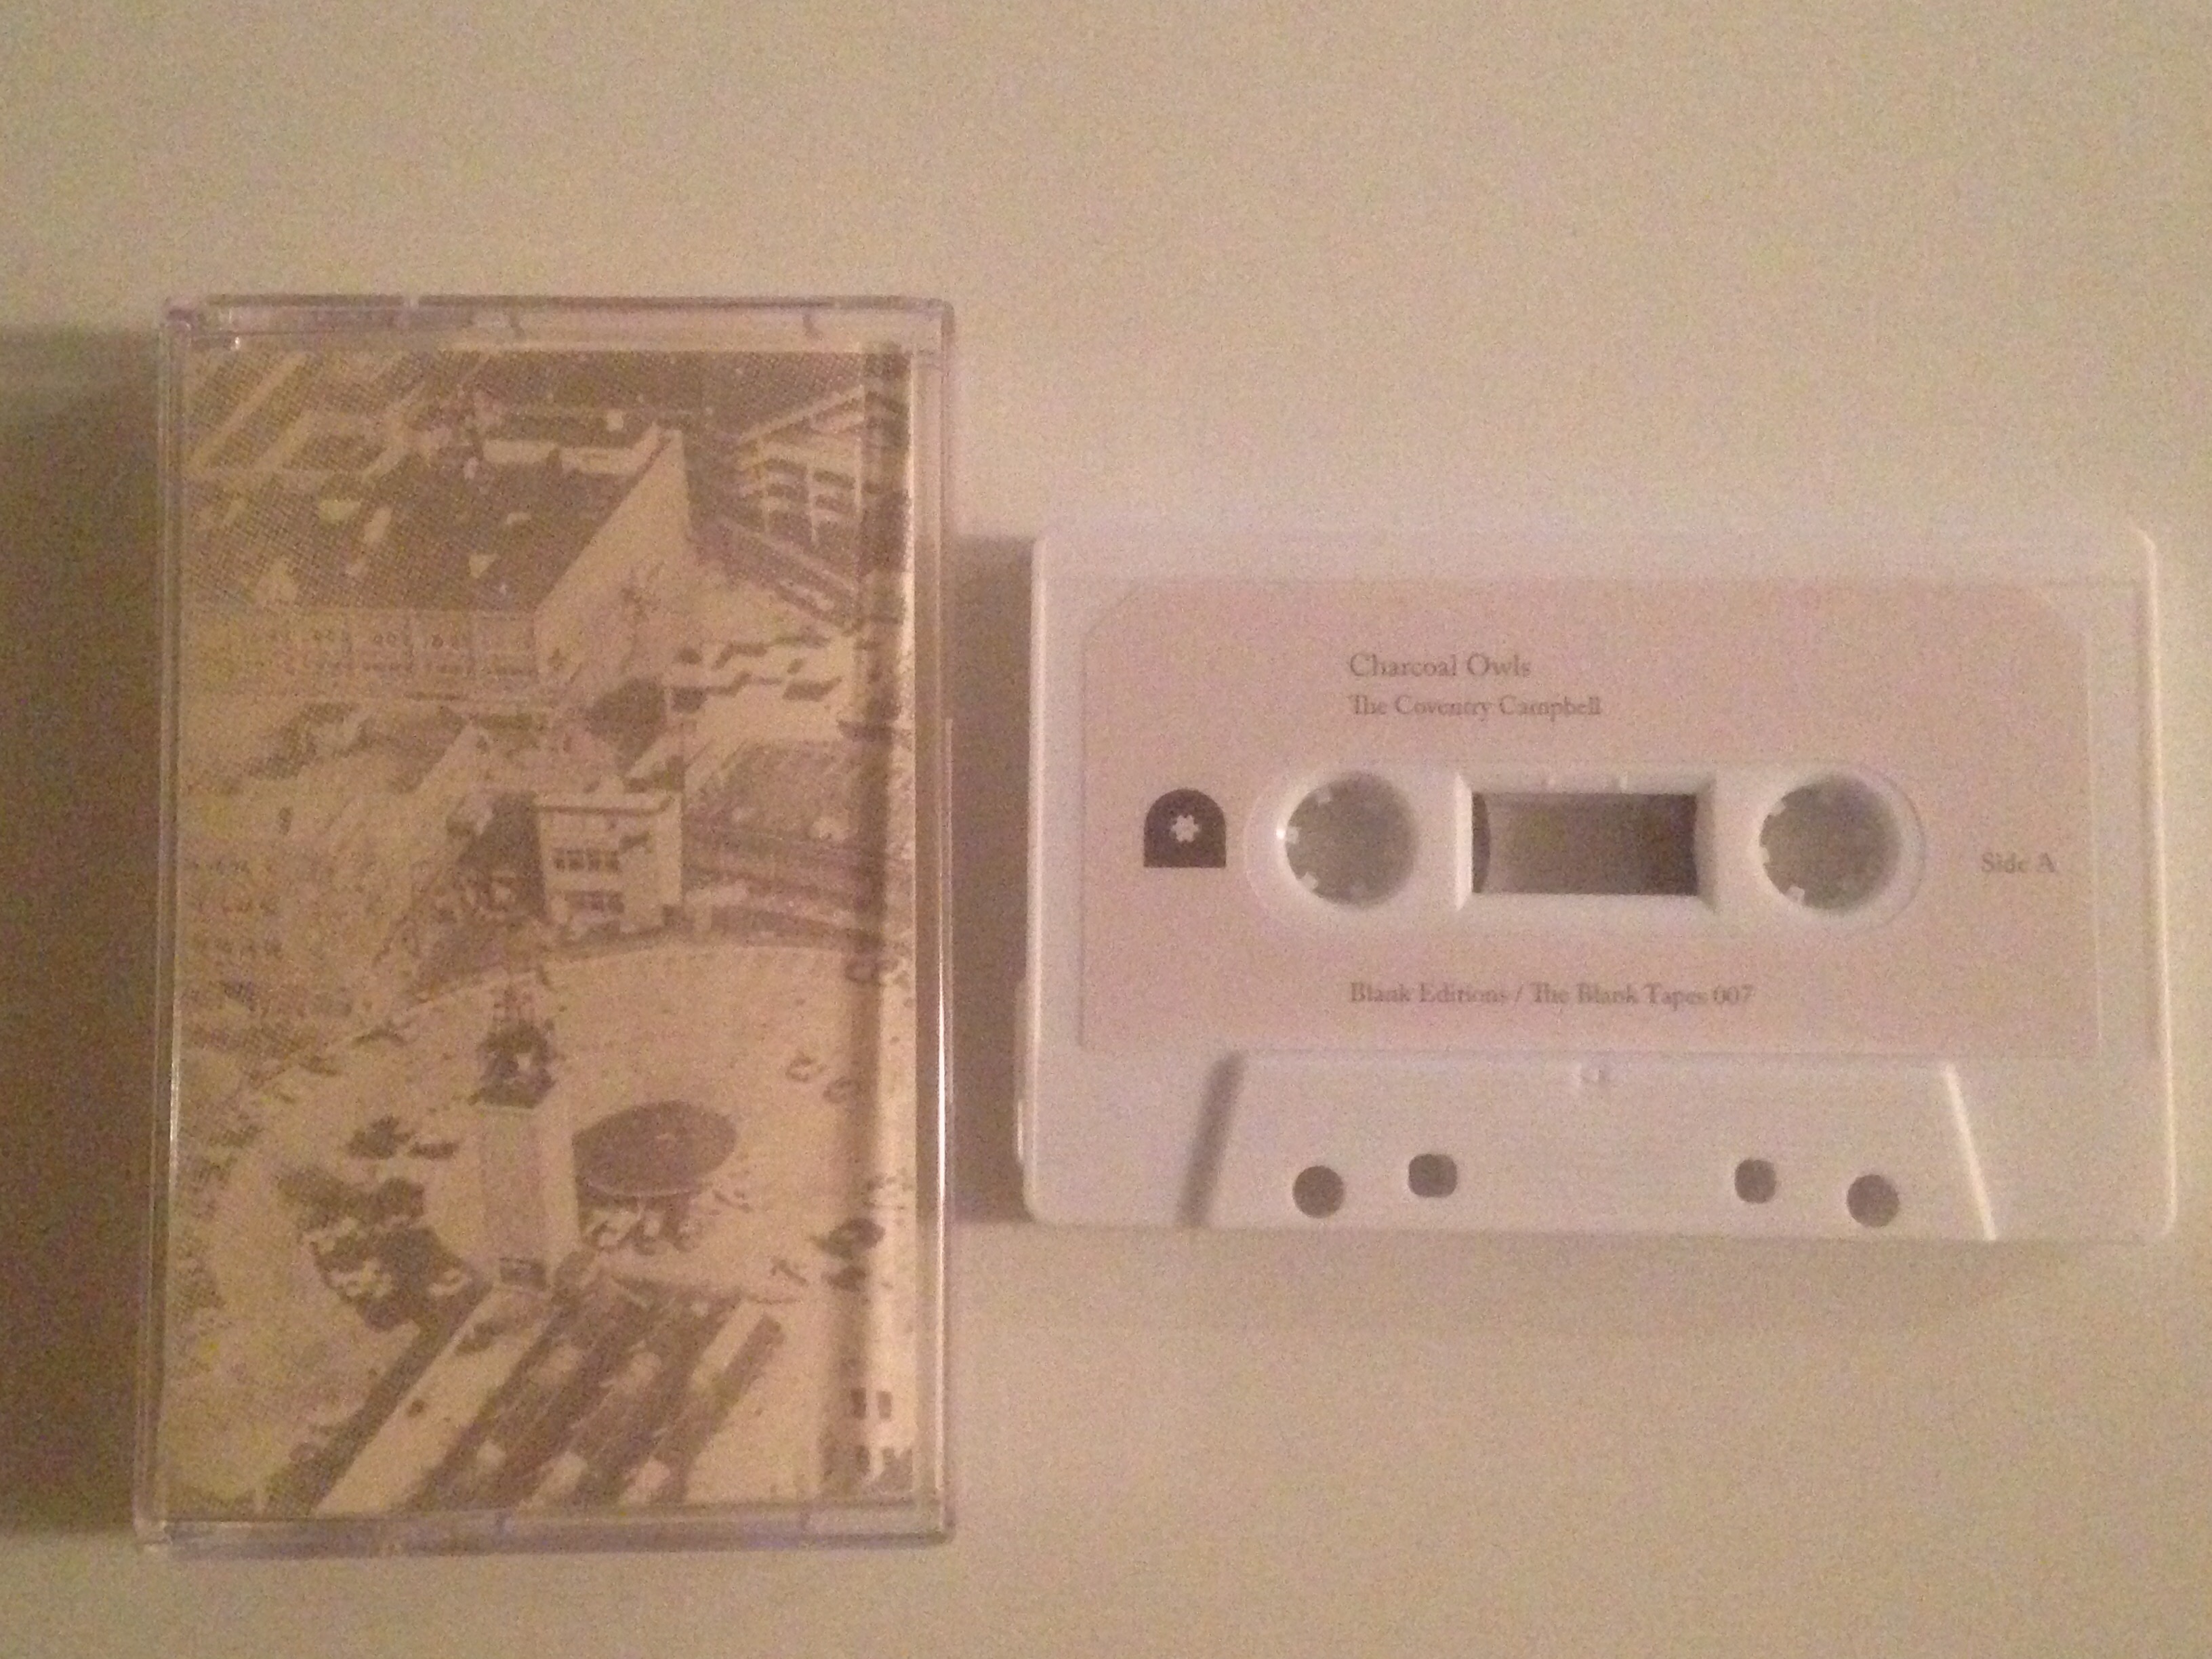 Charcoal Owls
The Coventry Campbell
Side A
Blank Editions / The Blank Tapes 007